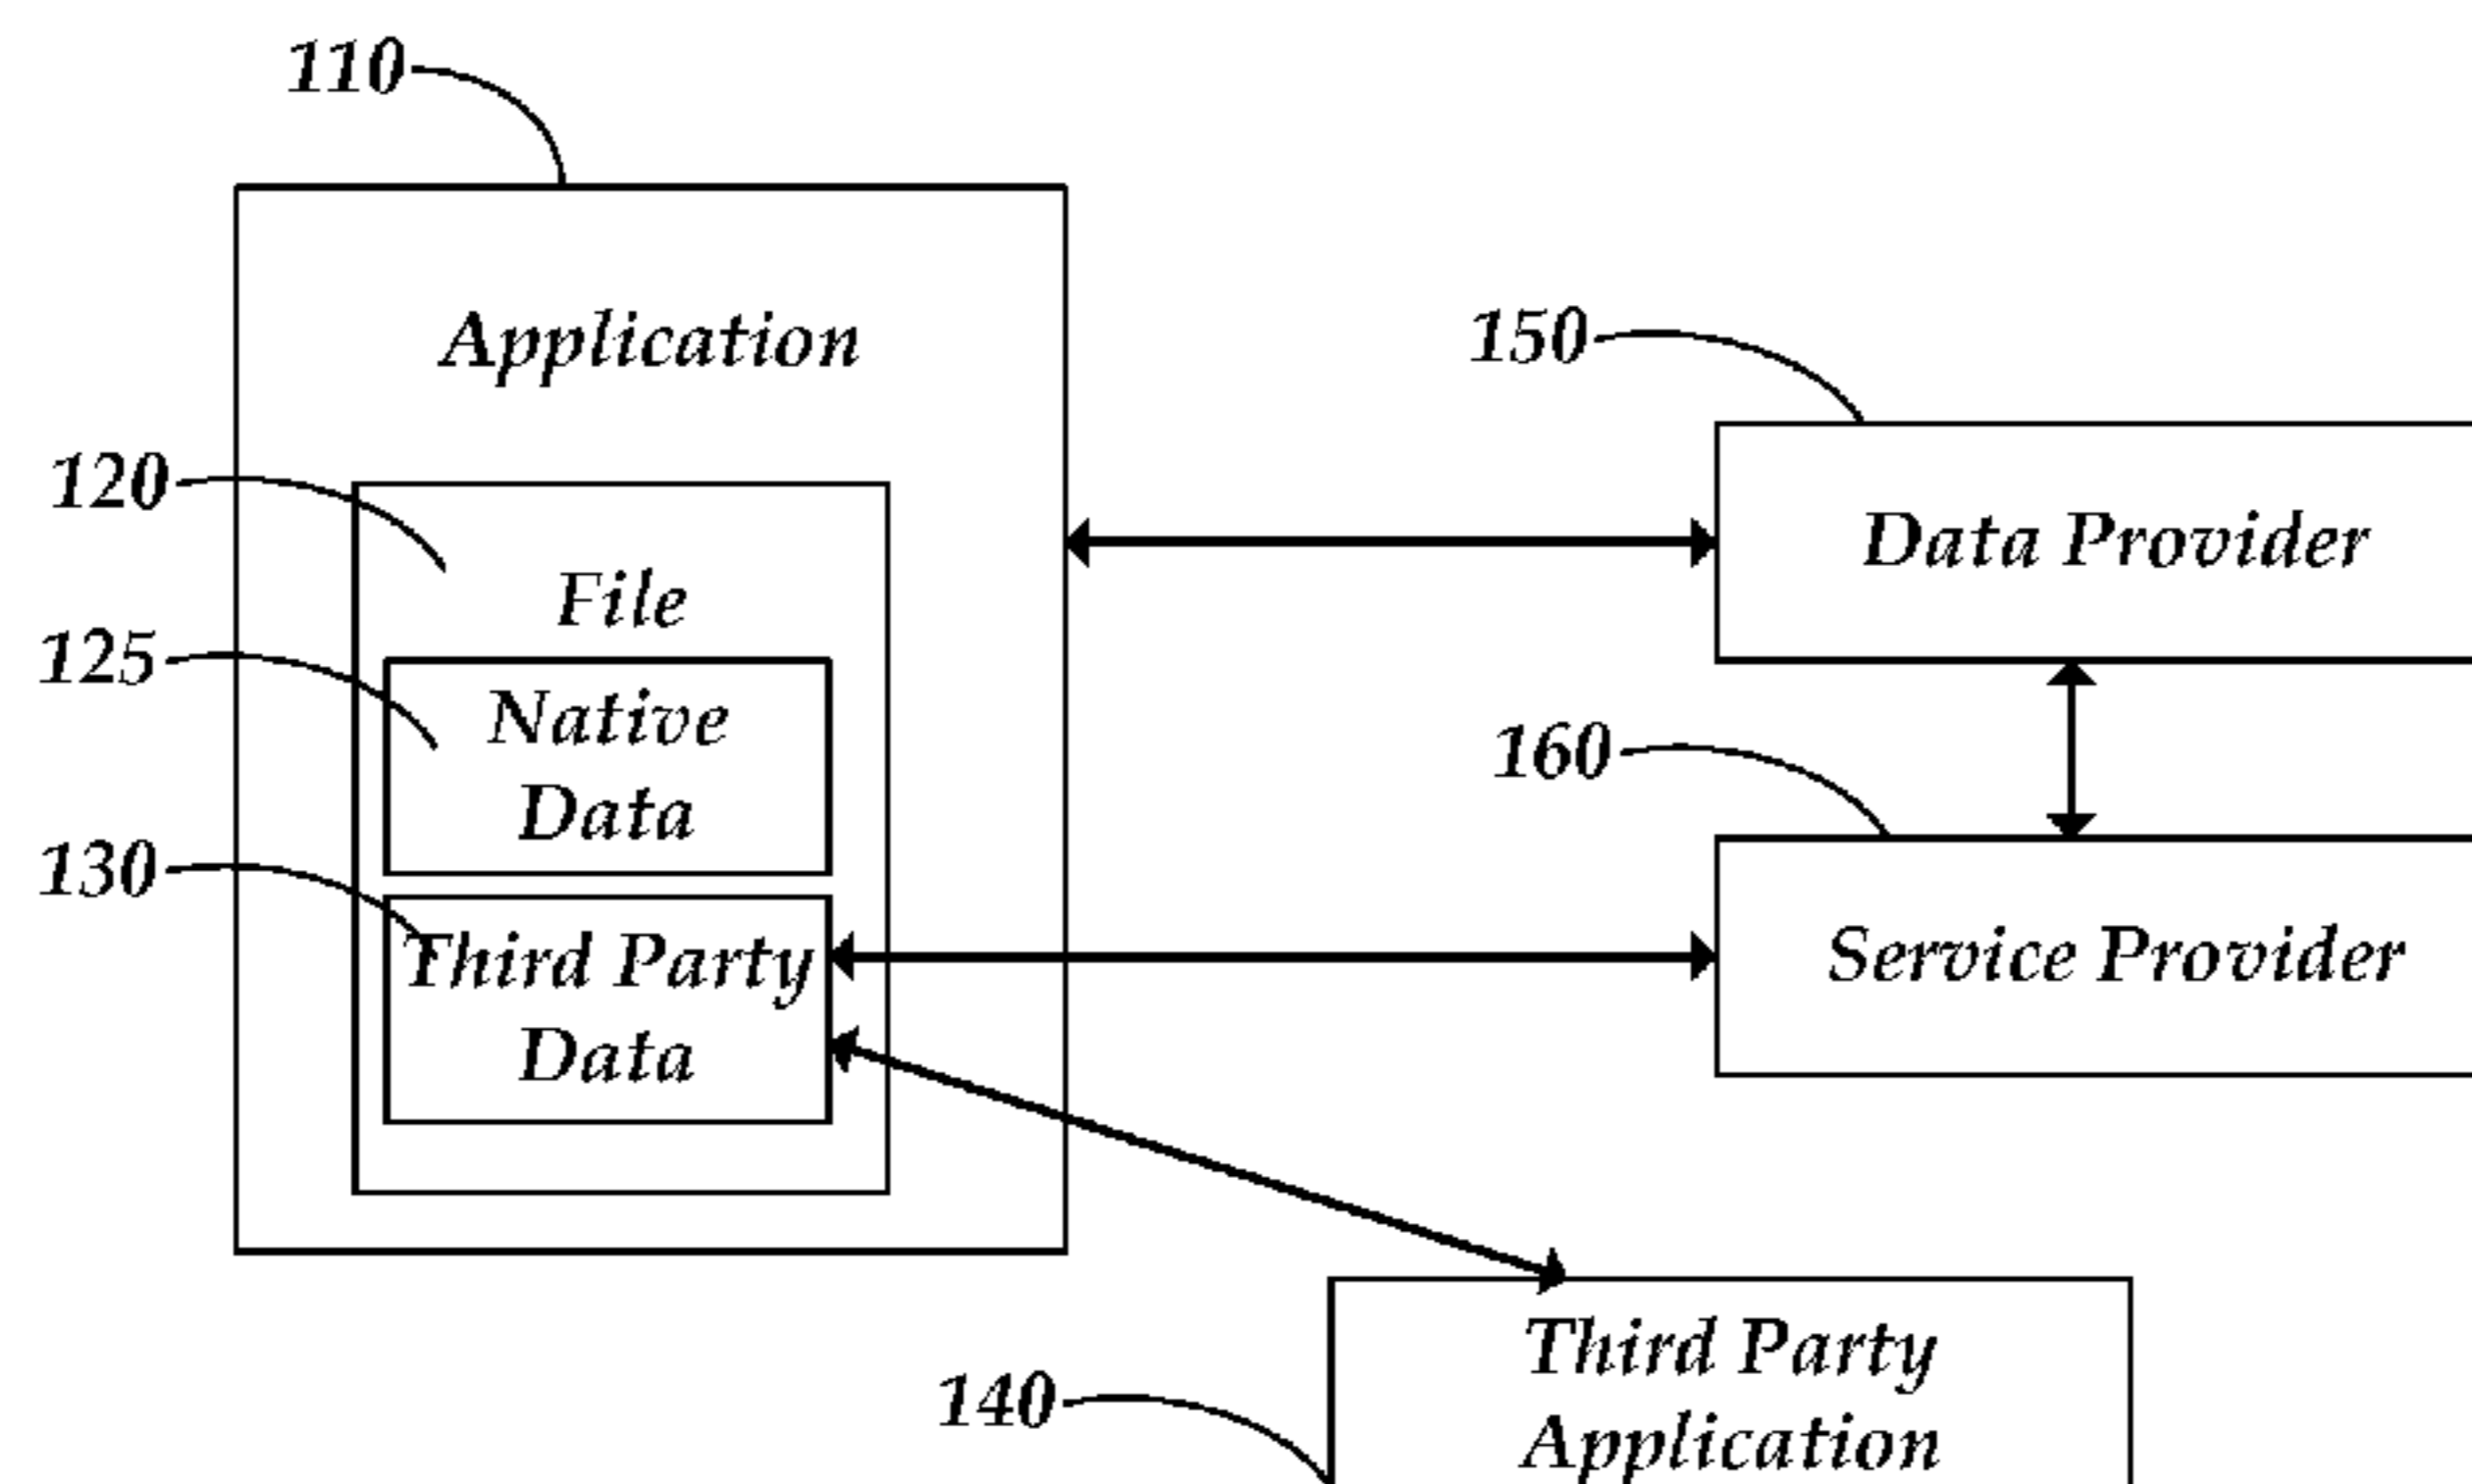 110
Application
150
120
Data Provider
File
125
Native
Data
160
130
Third Party
Data
Service Provider
Third Party
Application
140